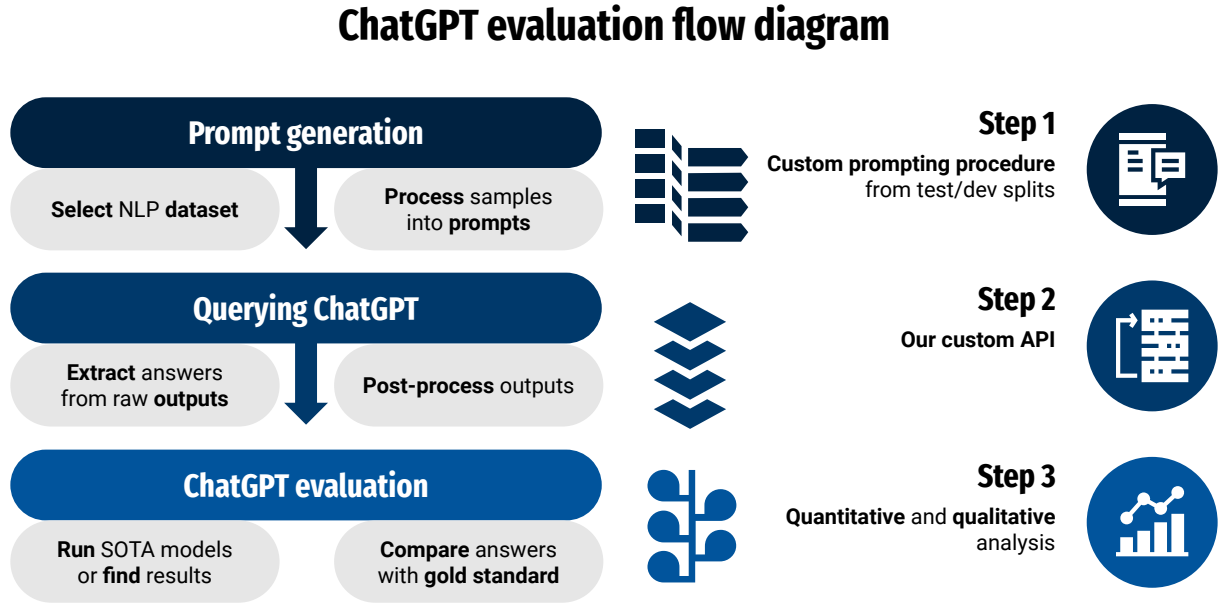 ChatGPT evaluation flow diagram
Prompt generation
Select NLP dataset
Process samples
into prompts
Step 1
Custom prompting procedure
from test/dev splits
Querying ChatGPT
Extract answers
from raw outputs
Post-process outputs
Step 2
Our custom API
ChatGPT evaluation
Run SOTA models
or find results
Compare answers
with gold standard
Step 3
Quantitative and qualitative
analysis